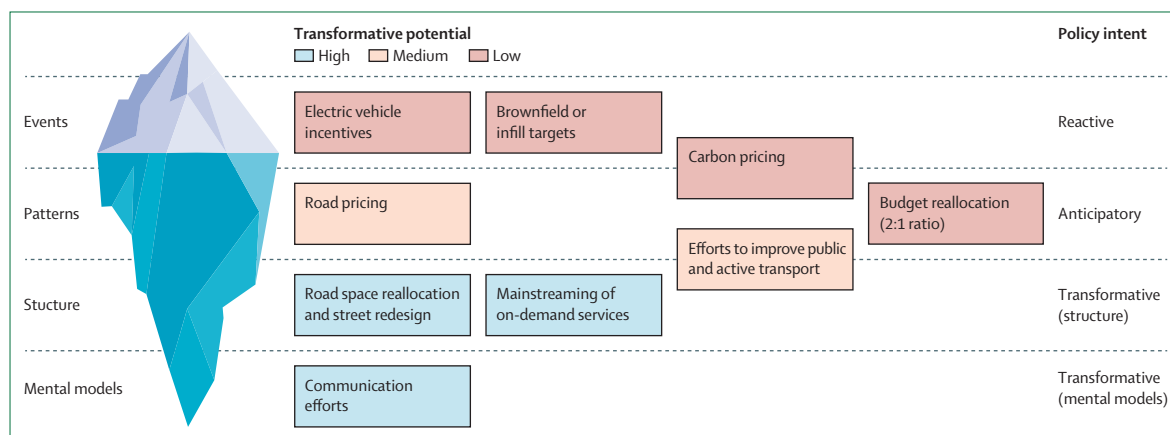 Transformative potential
High Medium Low
Policy intent
Events
Electric vehicle
incentives
Brownfield or
infill targets
Carbon pricing
Reactive
Patterns
Road pricing
Efforts to improve public
and active transport
Budget reallocation
(2:1 ratio)
Anticipatory
Stucture
Road space reallocation
and street redesign
Mainstreaming of
on-demand services
Transformative
(structure)
Mental models
Communication
efforts
Transformative
(mental models)